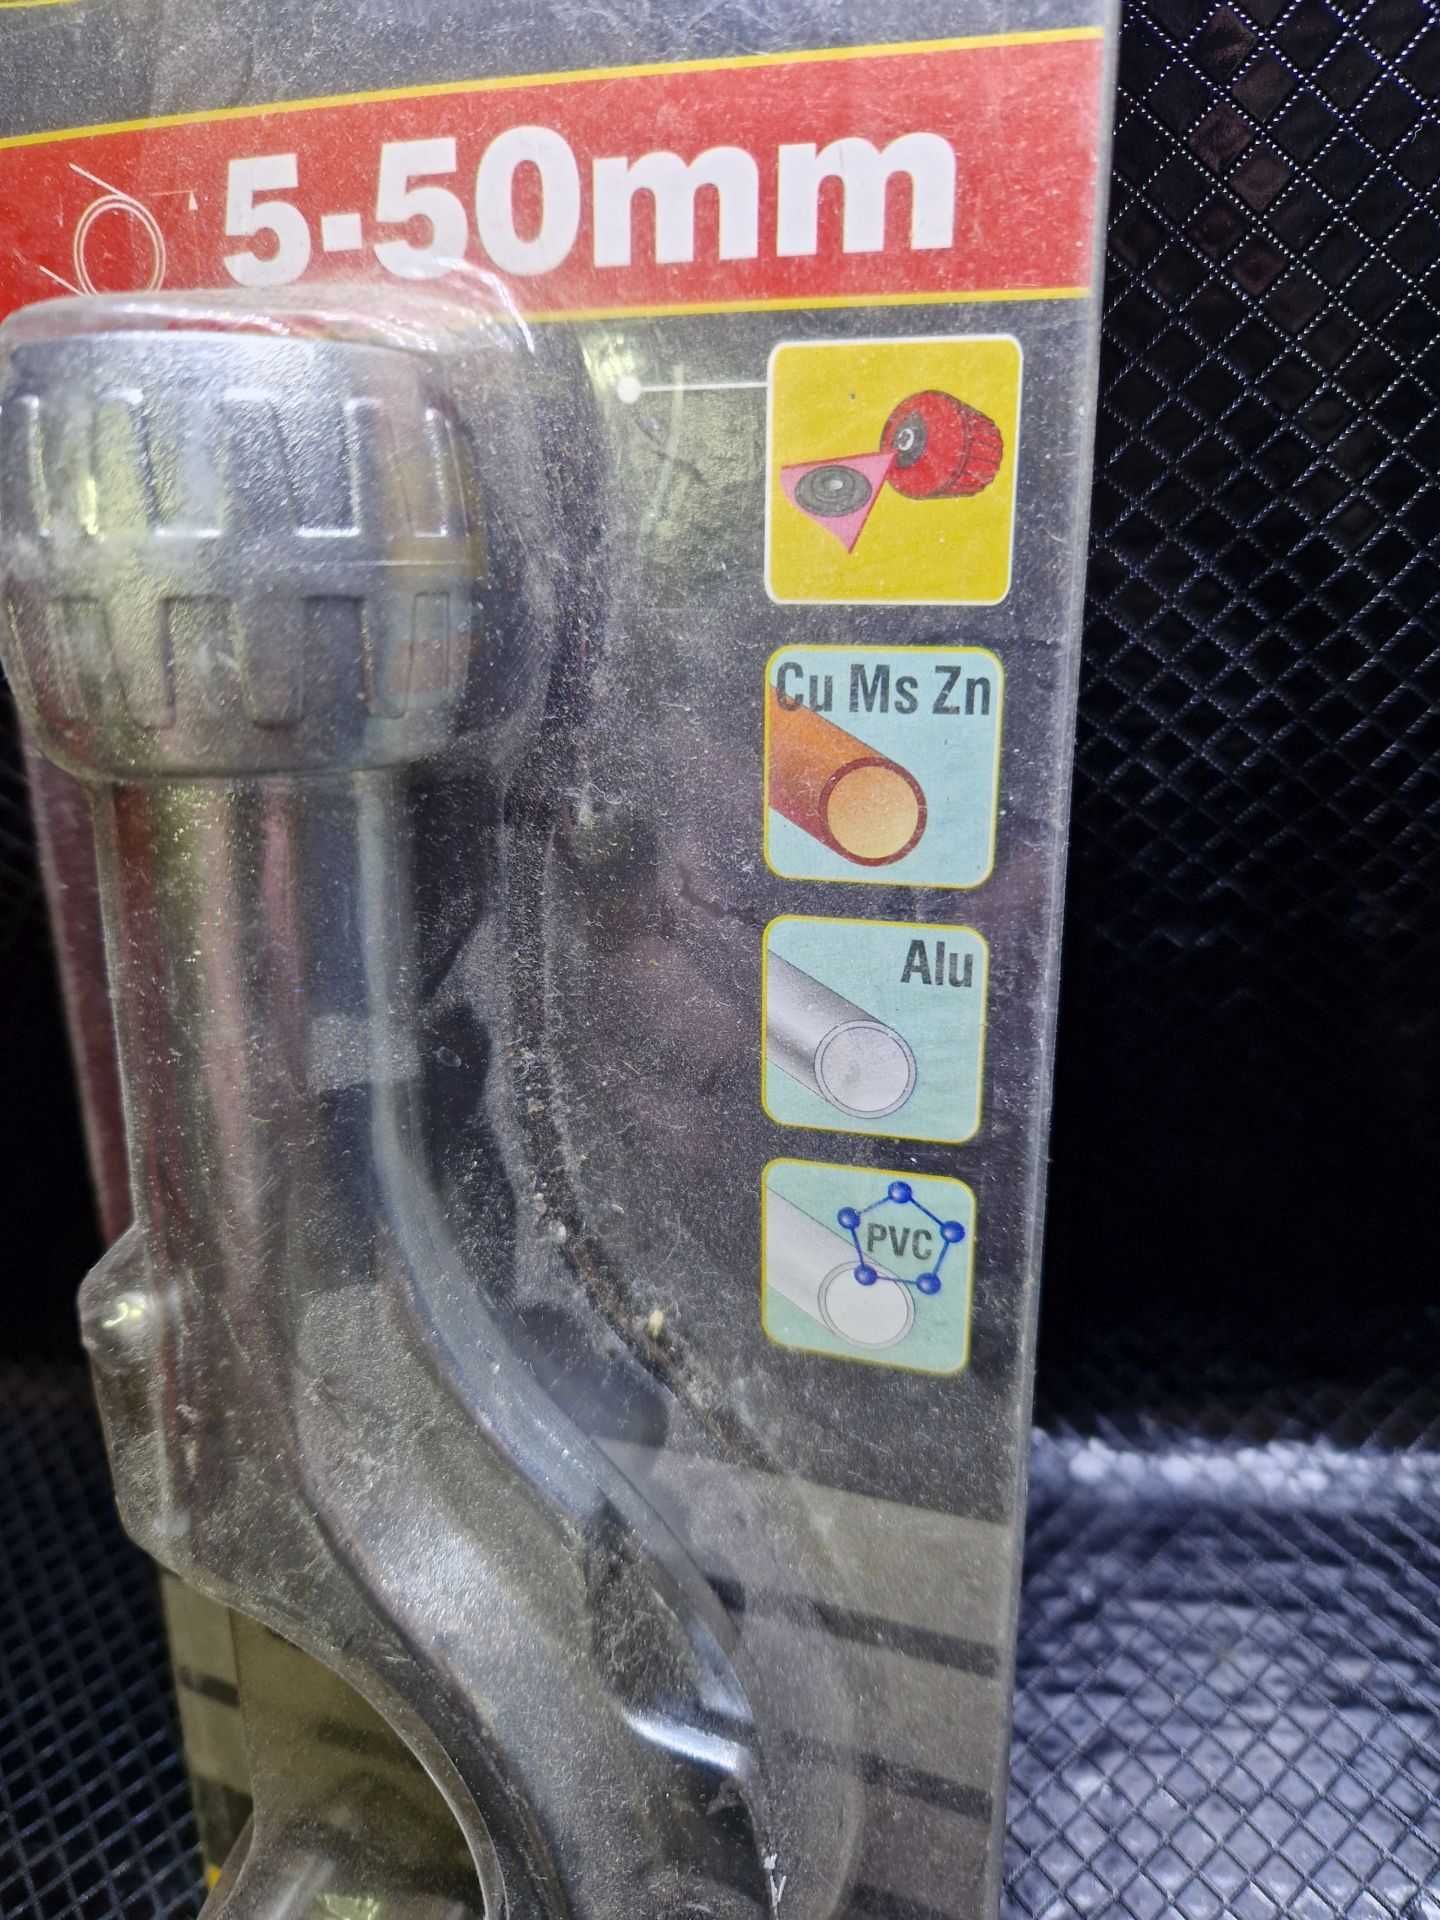 5-50mm
Cu Ms Zn
Alu
PVC